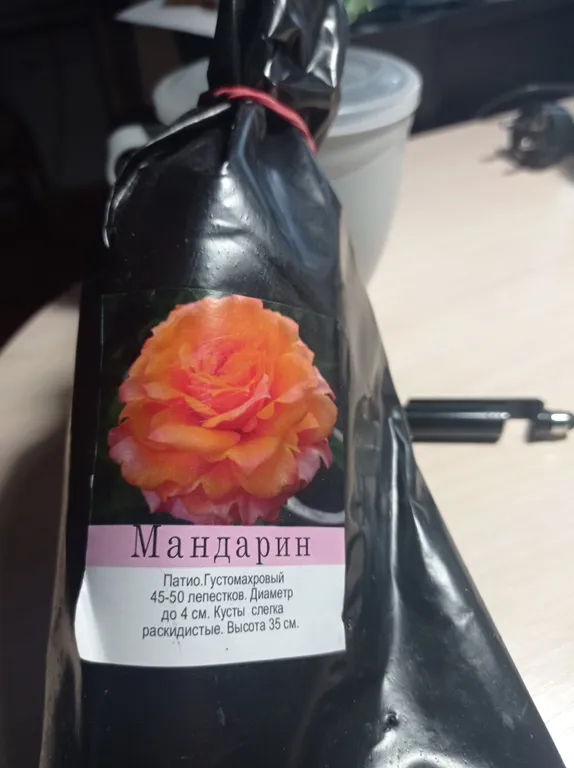 Мандарин
Патио.Густомахровый
45-50 лепестков. Диаметр
до 4 см. Кусты слегка
раскидистые. Высота 35 см.